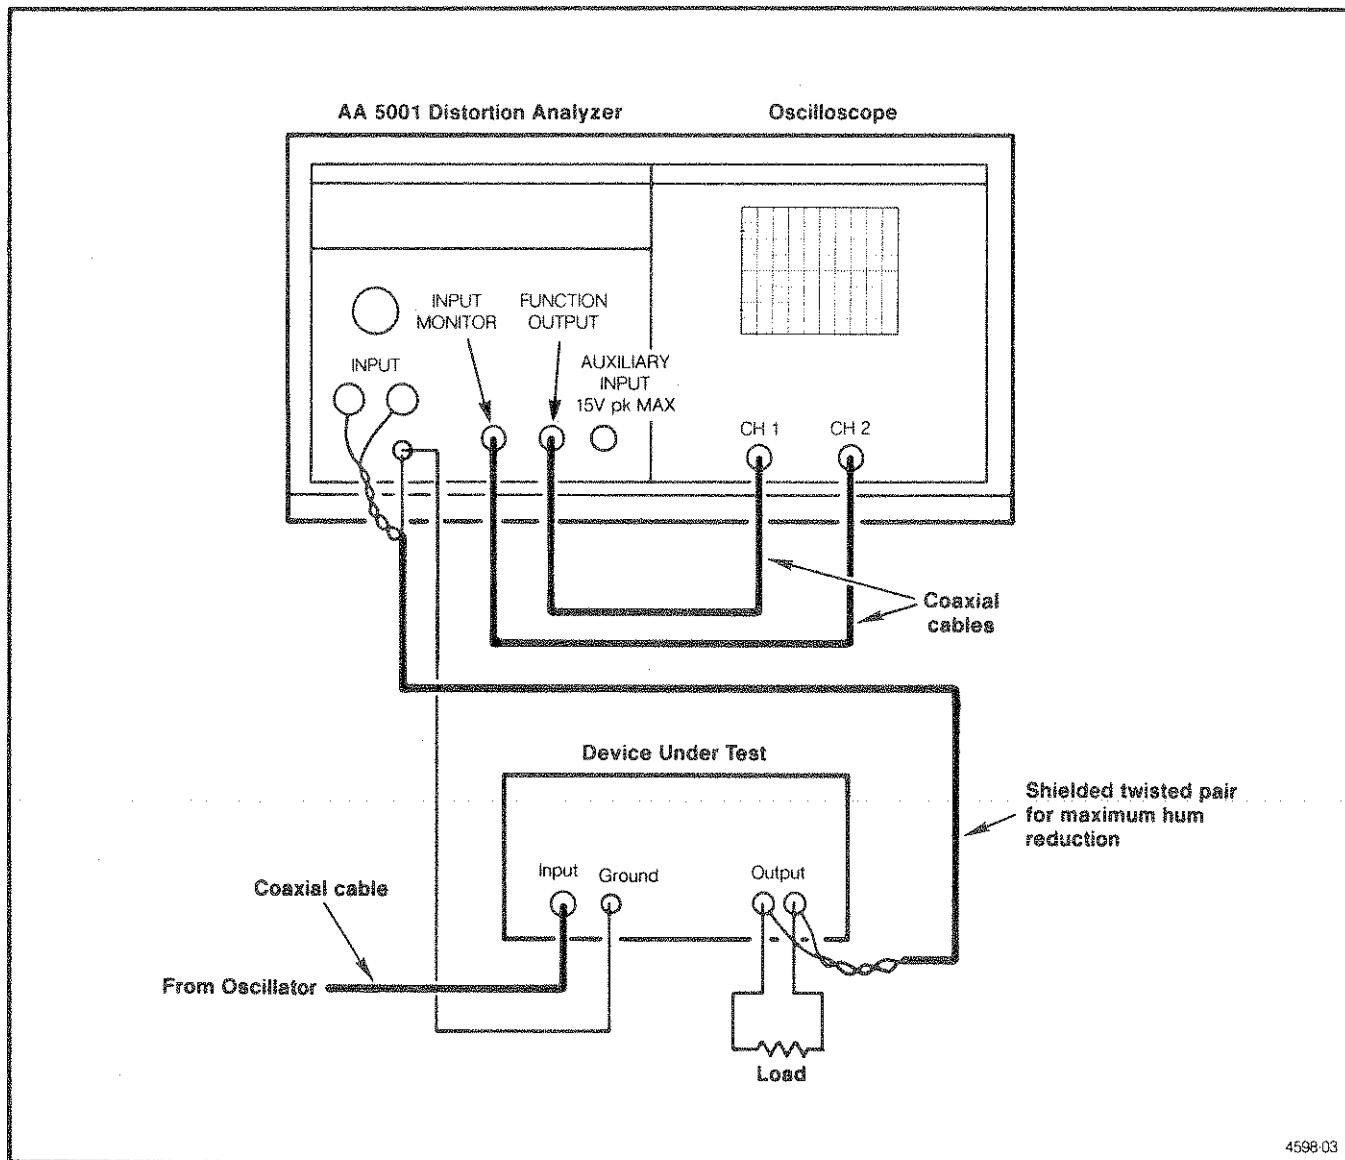 AA 5001 Distortion Analyzer
Oscilloscope
INPUT
MONITOR
FUNCTION
OUTPUT
INPUT
AUXILIARY
INPUT
15V pk MAX
CH 1
CH 2
Coaxial
cables
Device Under Test
Shielded twisted pair
for maximum hum
reduction
Input
Ground
Output
Coaxial cable
From Oscillator
Load
4598-03